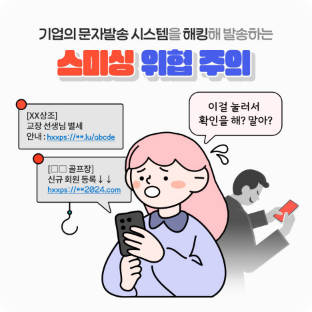 기업의 문자발송 시스템을 해킹해 발송하는
스미싱 위협 주의
[XX상조]
교장 선생님 별세
안내 : hxxps://**.lu/abcde
[□□ 골프장]
신규 회원 등록↓↓
hxxps://**2024.com
이걸 눌러서
확인을 해? 말아?